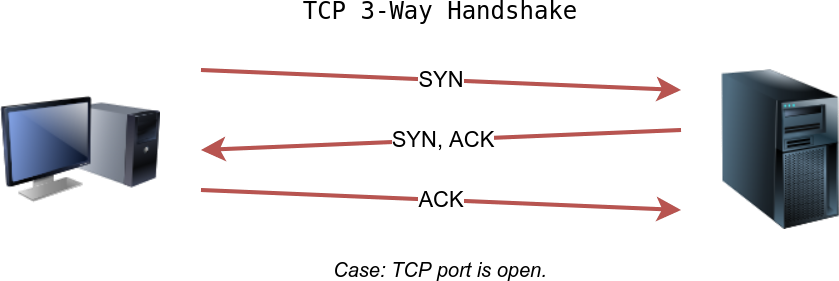 TCP 3-Way Handshake
SYN
SYN, ACK
ACK
Case: TCP port is open.